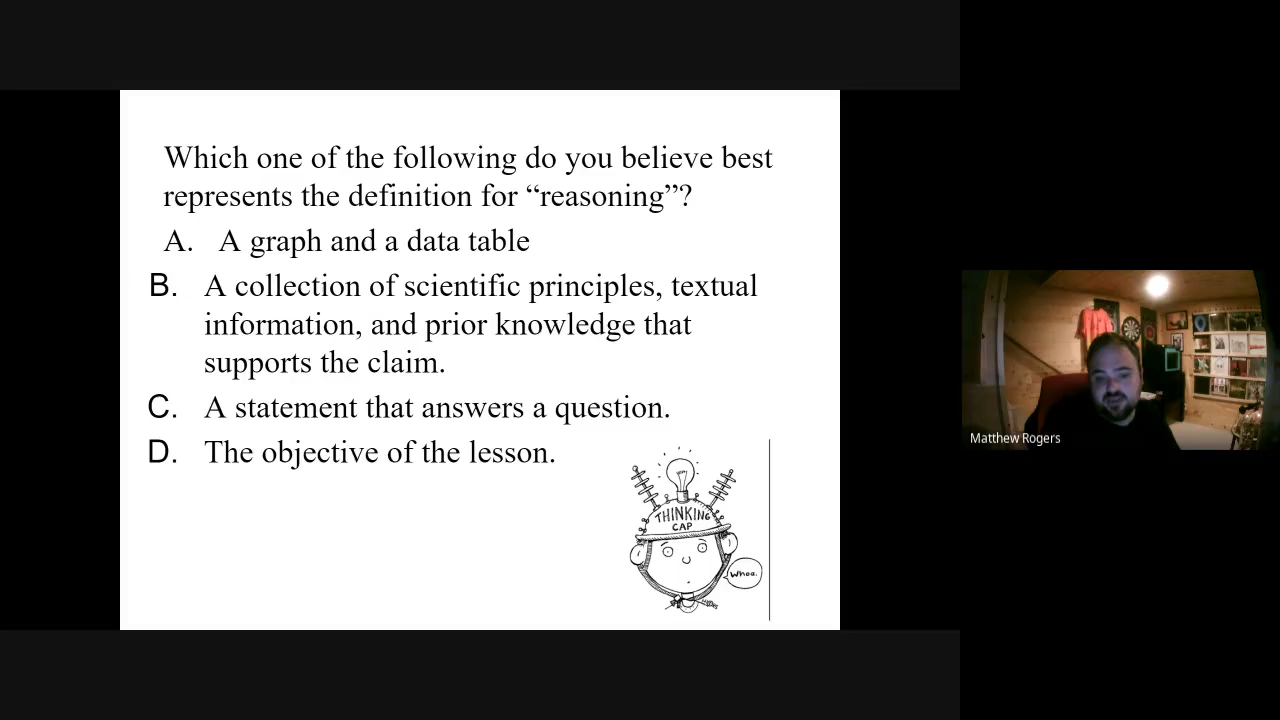 Which one of the following do you believe best
represents the definition for “reasoning”?
A. A graph and a data table
B. A collection of scientific principles, textual
information, and prior knowledge that
supports the claim.
C. A statement that answers a question.
D. The objective of the lesson.
THINKING
CAP
Whoa.
Matthew Rogers